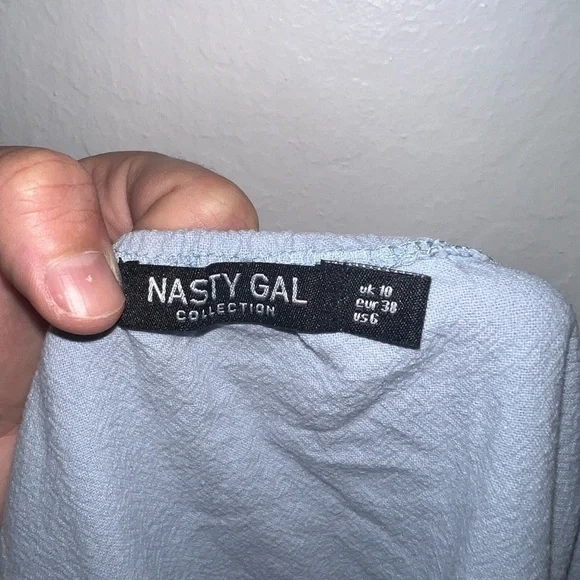 NASTY GAL
COLLECTION
uk 10
eur 38
us 6